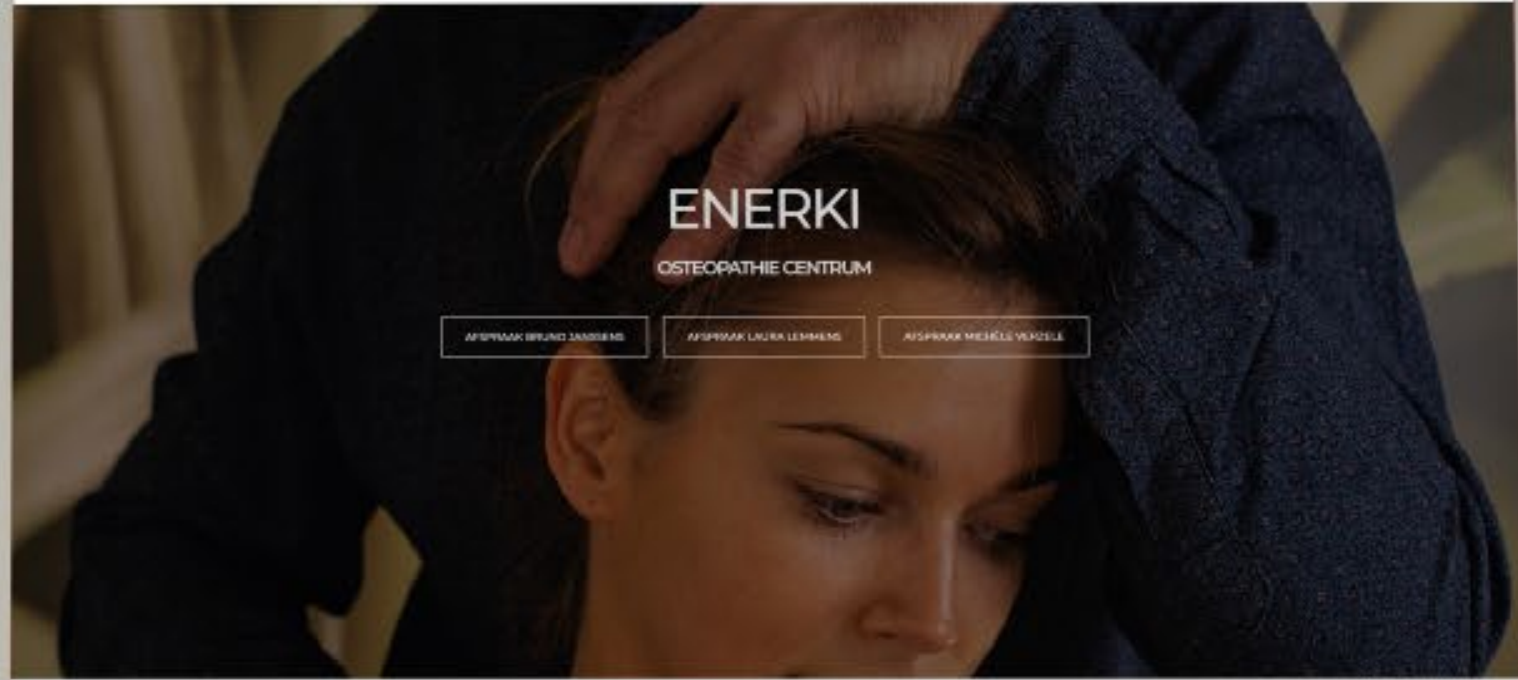 ENERKI
OSTEOPATHIE CENTRUM
AFSPRAAK BRUNO JANSSENS
AFSPRAAK LAURA LEMMENS
AFSPRAAK MICHÈLE VERZELE